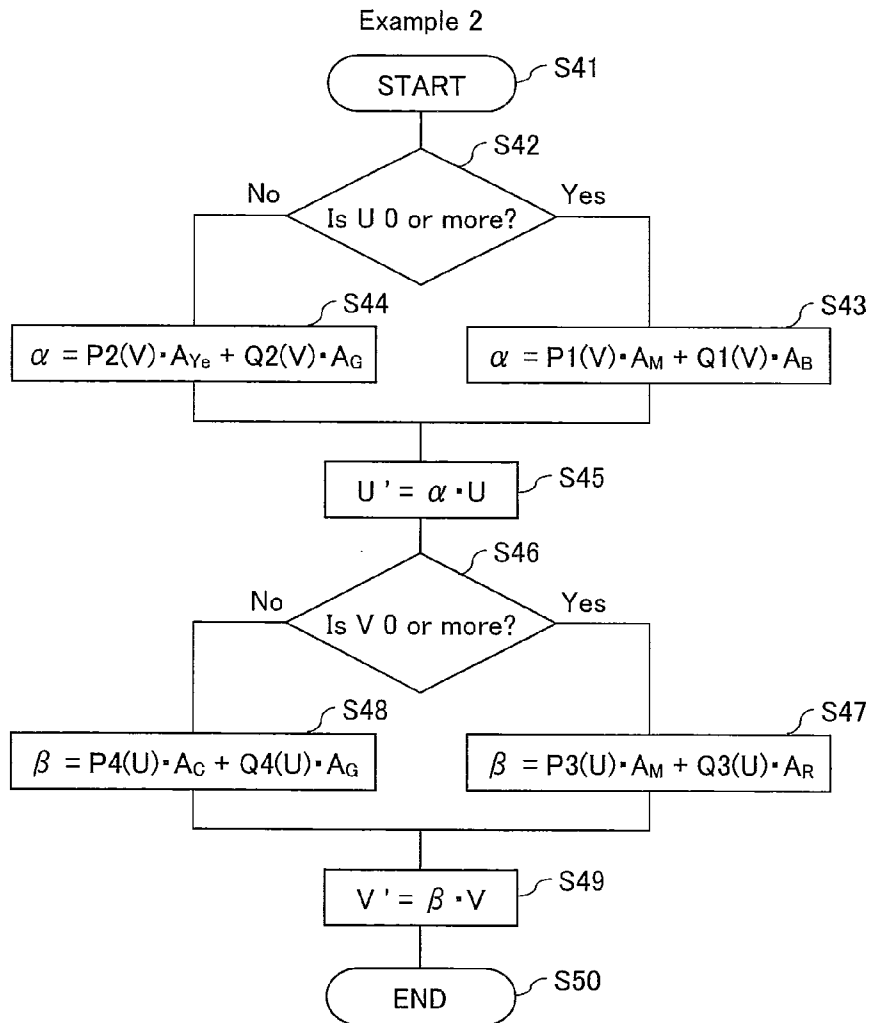 Example 2
START
S41
S42
No
Yes
Is U 0 or more?
S44
S43
α = P2(V)・A_Ye + Q2(V)・A_G
α = P1(V)・A_M + Q1(V)・A_B
U' = α・U
S45
S46
No
Yes
Is V 0 or more?
S48
S47
β = P4(U)・A_C + Q4(U)・A_G
β = P3(U)・A_M + Q3(U)・A_R
V' = β・V
S49
END
S50